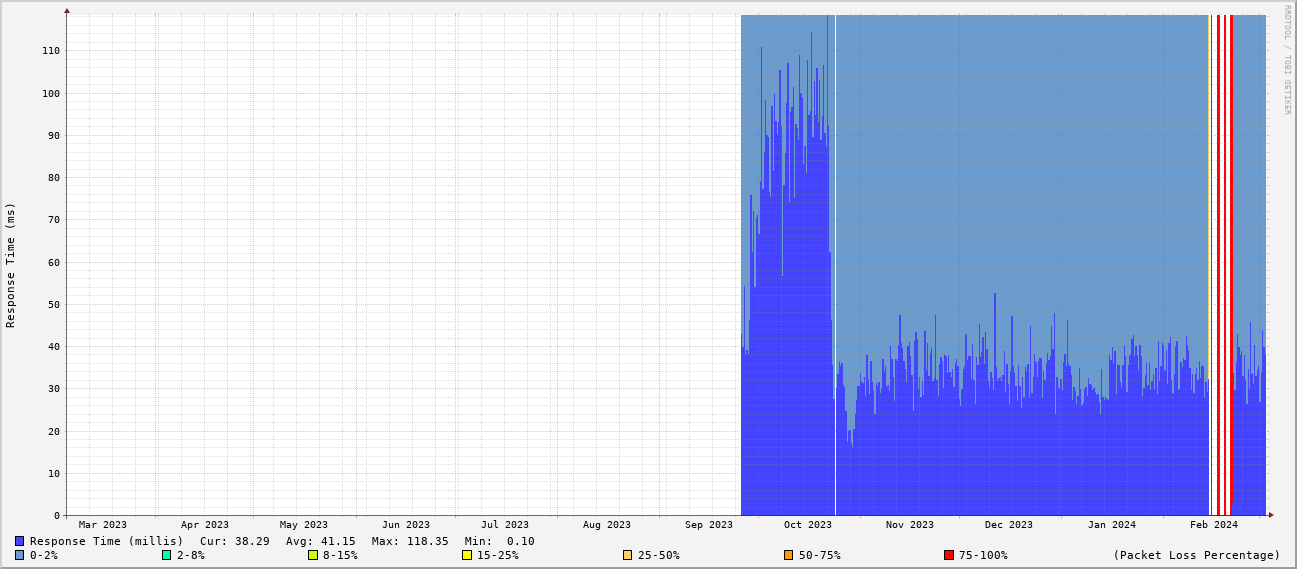 RRDTOOL / TOBI OETIKER
Response Time (ms)
110
100
90
80
70
60
50
40
30
20
10
0
Mar 2023 Apr 2023 May 2023 Jun 2023 Jul 2023 Aug 2023 Sep 2023 Oct 2023 Nov 2023 Dec 2023 Jan 2024 Feb 2024
Response Time (millis) Cur: 38.29 Avg: 41.15 Max: 118.35 Min: 0.10
0-2% 2-8% 8-15% 15-25% 25-50% 50-75% 75-100% (Packet Loss Percentage)